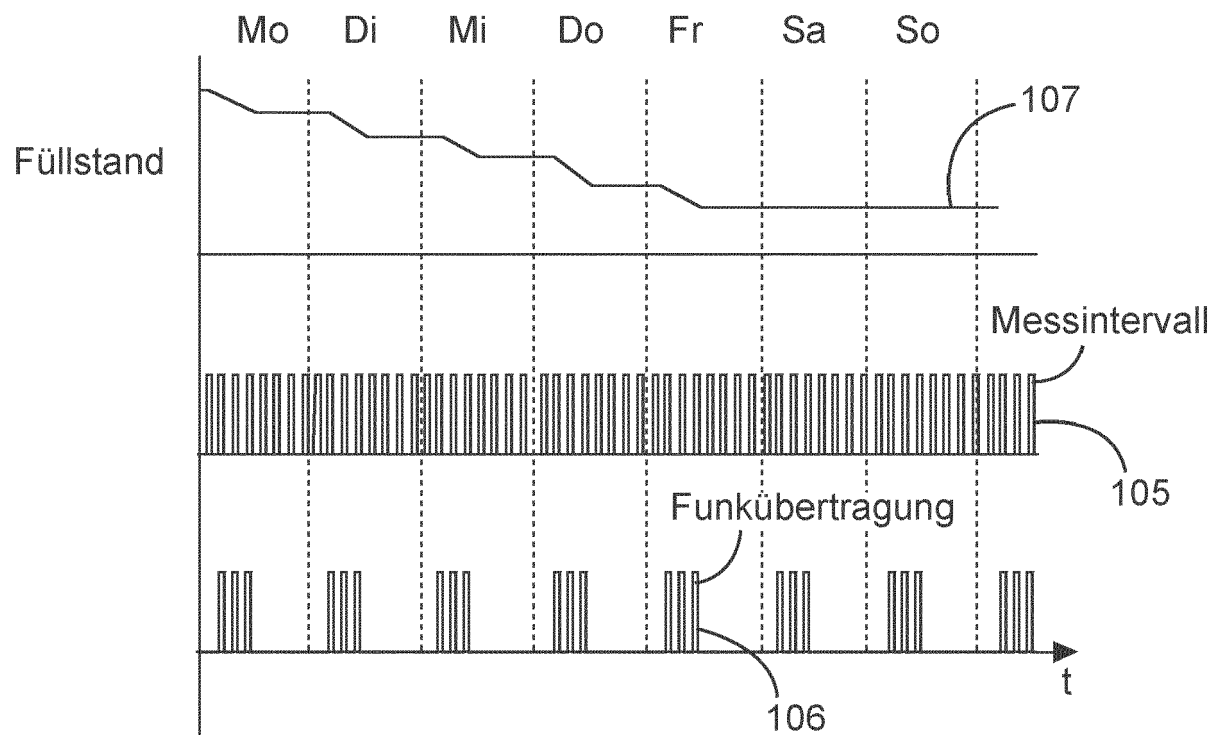 Mo Di Mi Do Fr Sa So
107
Füllstand
Messintervall
105
Funkübertragung
t
106